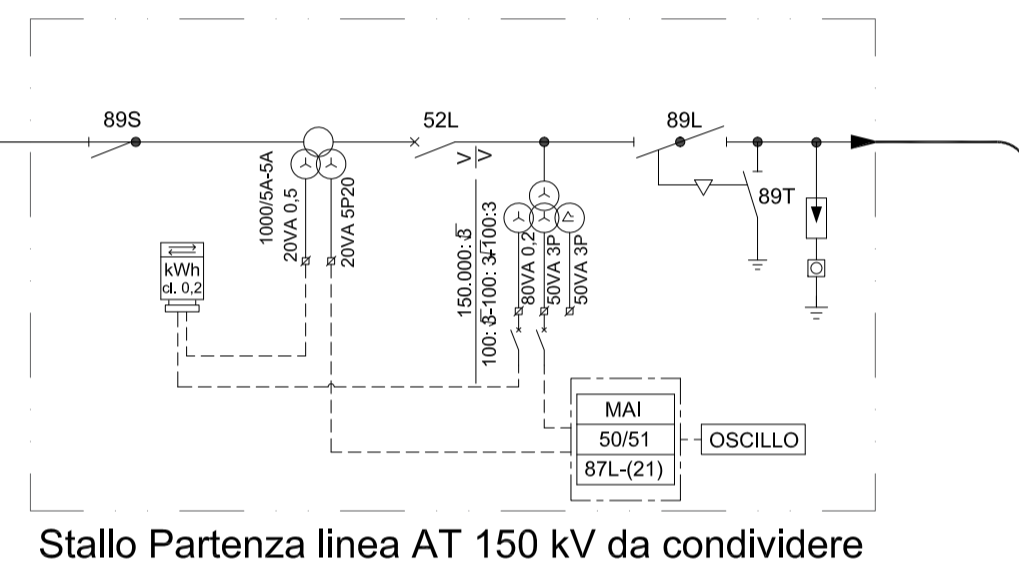 89S
52L
89L
89T
1000/5A-5A
20VA 0,5
20VA 5P20
V
V
150.000:√3
100:√3-100:3-100:3
80VA 0,2
50VA 3P
50VA 3P
kWh
cl. 0,2
MAI
50/51
87L-(21)
OSCILLO
Stallo Partenza linea AT 150 kV da condividere